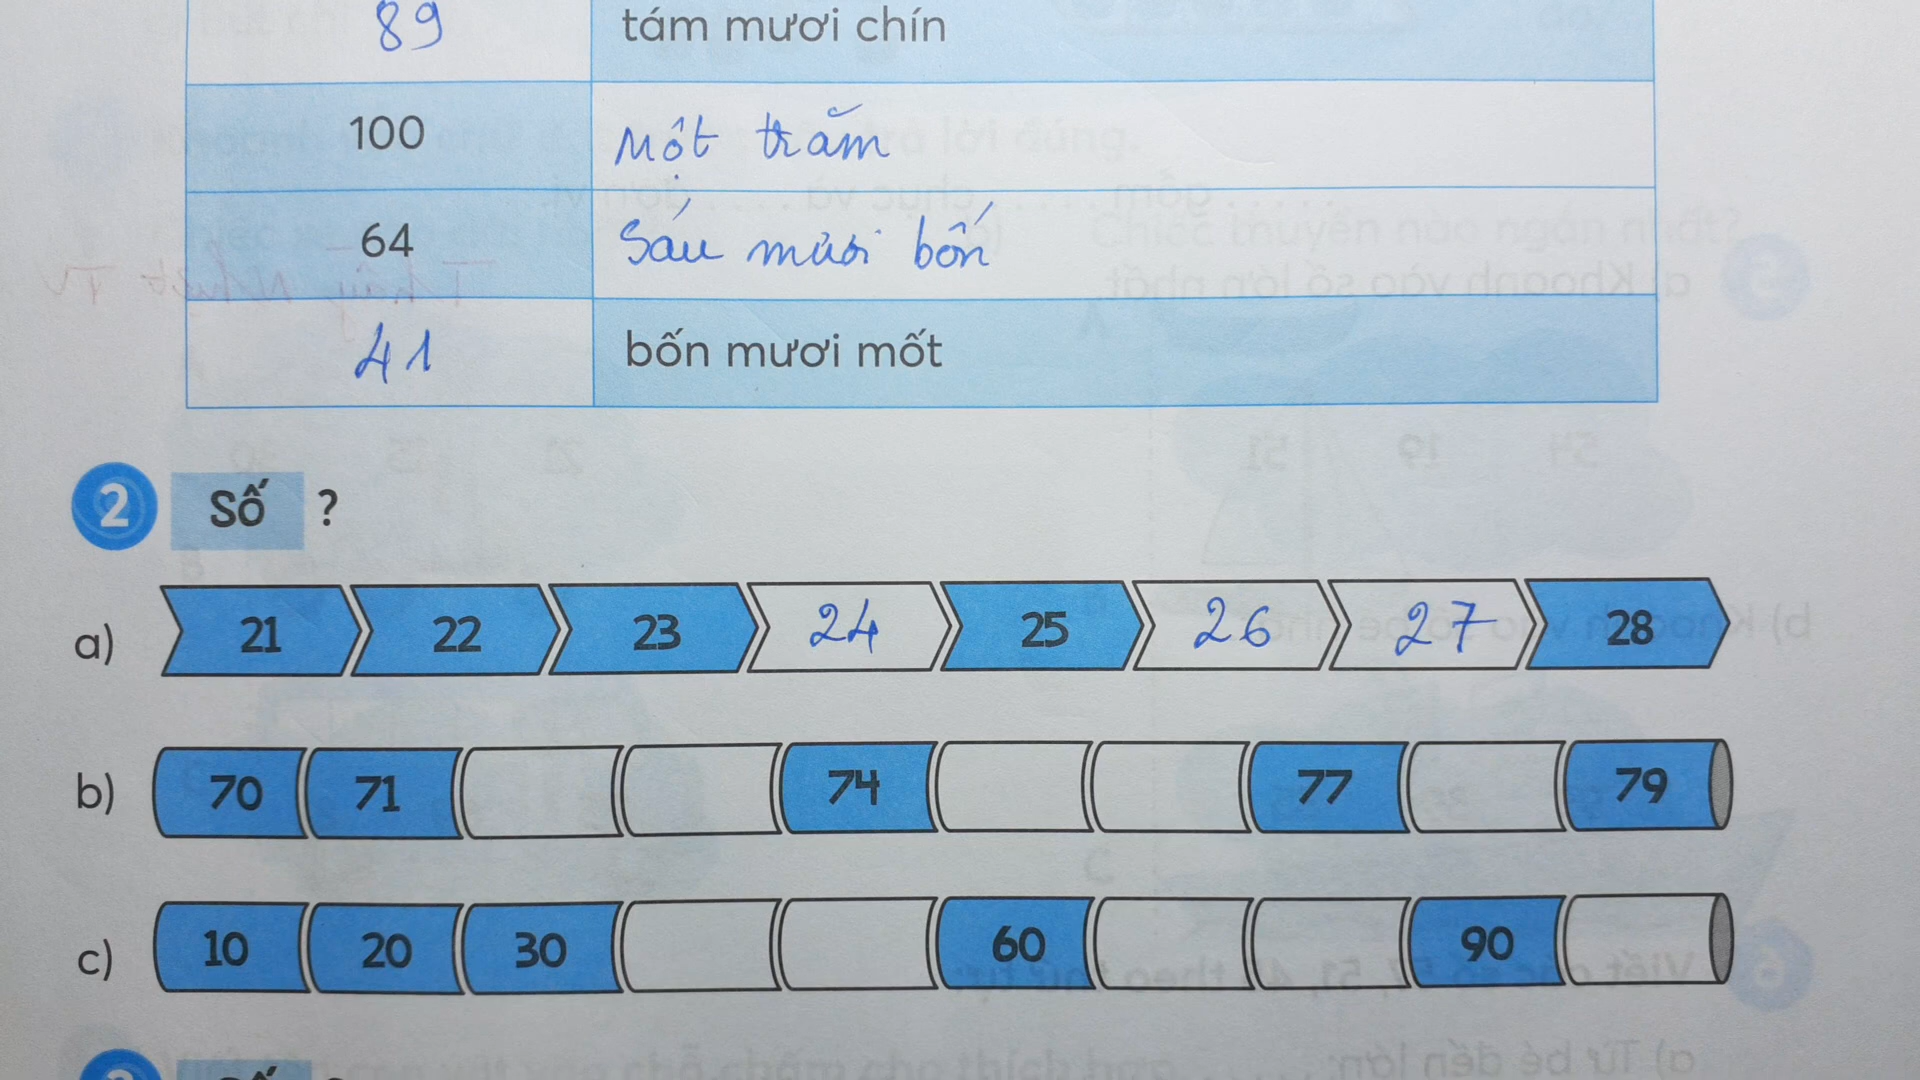 89 tám mươi chín
100 Một trăm
64 Sáu mươi bốn
41 bốn mươi mốt
2 Số ?
a) 21 22 23 24 25 26 27 28
b) 70 71 74 77 79
c) 10 20 30 60 90